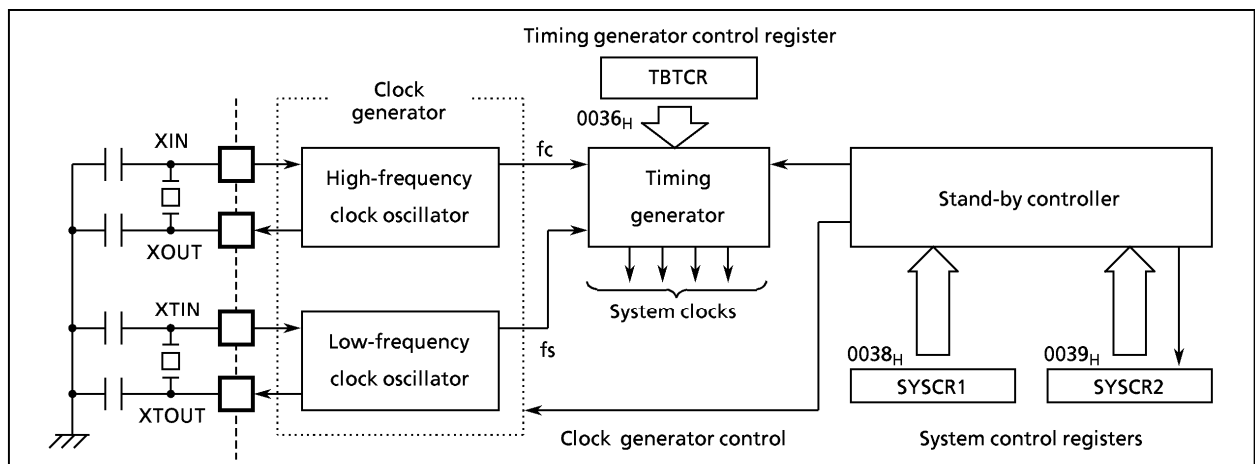 Timing generator control register
TBTCR
0036H
Clock
generator
XIN
XOUT
High-frequency
clock oscillator
fc
Timing
generator
Stand-by controller
System clocks
XTIN
XTOUT
Low-frequency
clock oscillator
fs
0038H
SYSCR1
0039H
SYSCR2
Clock generator control
System control registers